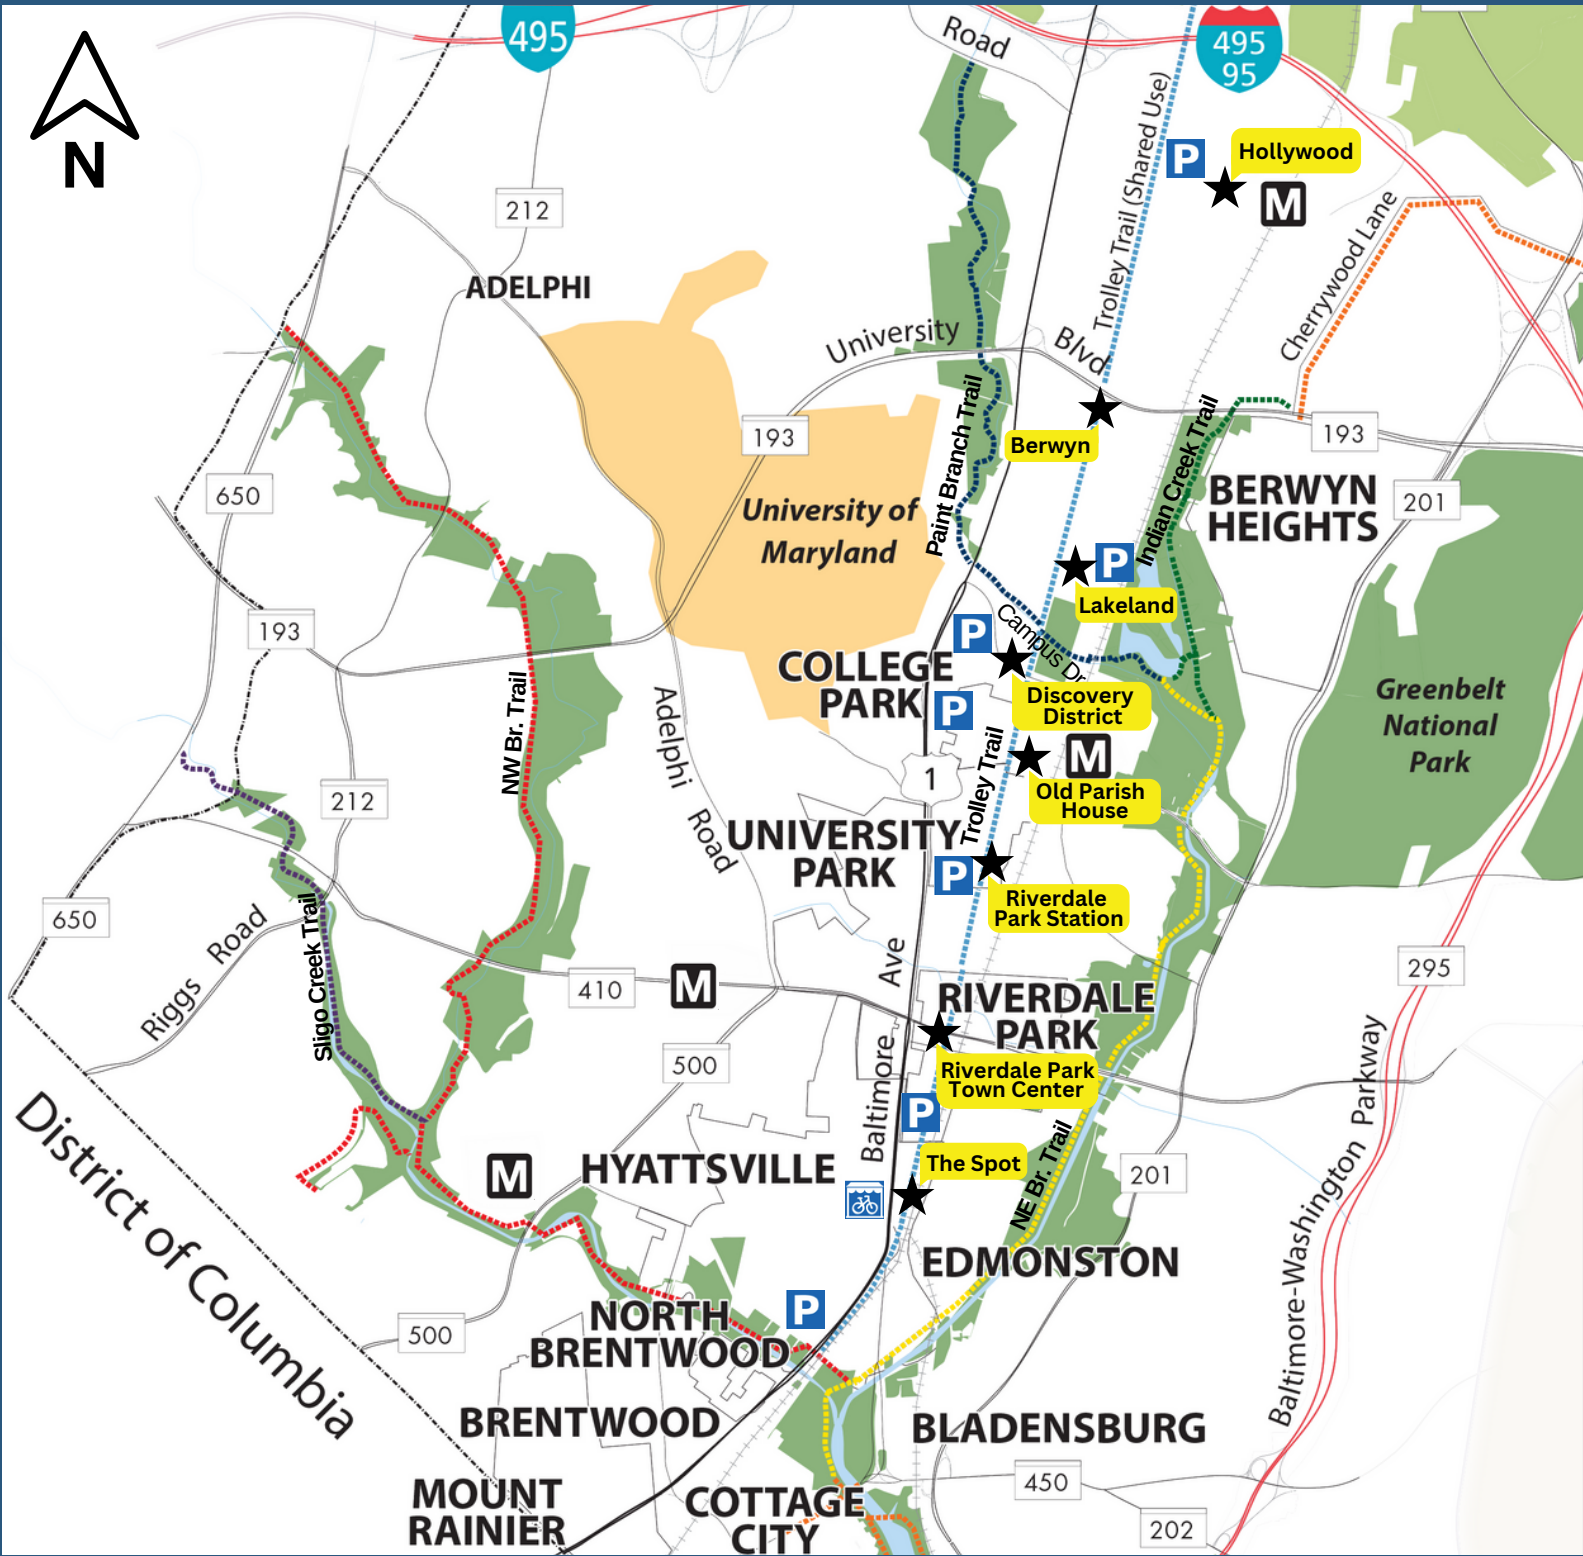 495
Road
495
95
N
Hollywood
P
M
212
Trolley Trail (Shared Use)
Cherrywood Lane
ADELPHI
University
Blvd
193
Paint Branch Trail
Berwyn
Indian Creek Trail
193
650
BERWYN
HEIGHTS
201
University of
Maryland
P
Lakeland
193
P
Campus Dr
COLLEGE
PARK
P
Discovery
District
Greenbelt
National
Park
NW Br. Trail
Adelphi
Road
Trolley Trail
M
1
Old Parish
House
212
UNIVERSITY
PARK
P
Riverdale
Park Station
650
Riggs Road
Sligo Creek Trail
410
M
Ave
Baltimore
295
RIVERDALE
PARK
500
Riverdale Park
Town Center
P
Baltimore-Washington Parkway
District of Columbia
M
HYATTSVILLE
The Spot
NE Br. Trail
201
EDMONSTON
P
500
NORTH
BRENTWOOD
BRENTWOOD
BLADENSBURG
MOUNT
RAINIER
COTTAGE
CITY
450
202